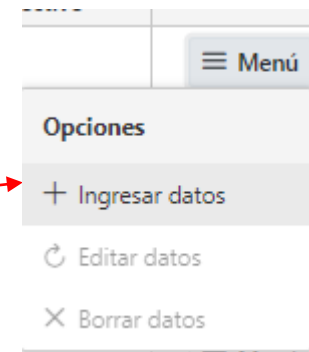 Menú
Opciones
Ingresar datos
Editar datos
Borrar datos